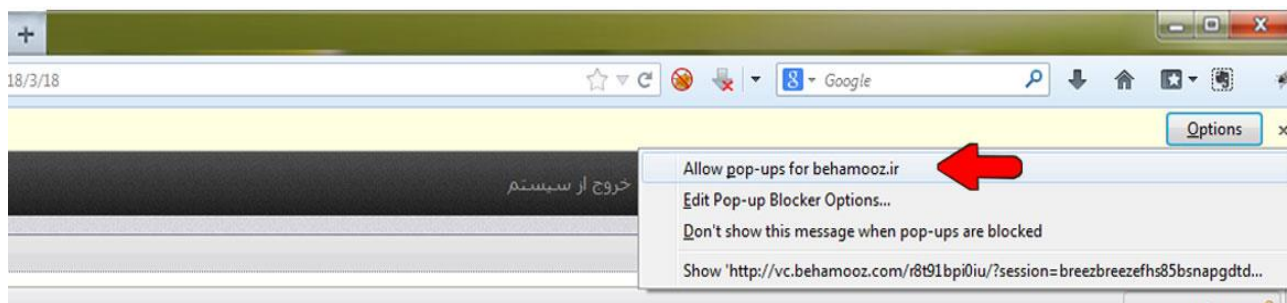 18/3/18
Google
Options
خروج از سیستم
Allow pop-ups for behamooz.ir
Edit Pop-up Blocker Options...
Don't show this message when pop-ups are blocked
Show 'http://vc.behamooz.com/r8t91bpi0iu/?session=breezbreezefhs85bsnapgdtd...